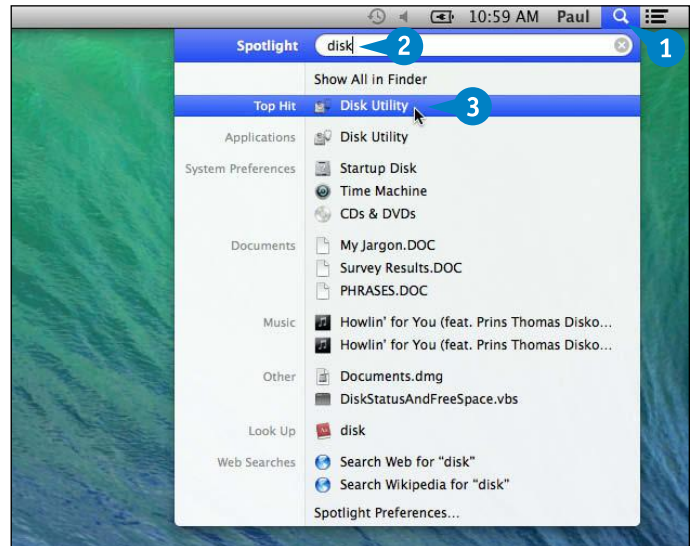 10:59 AM Paul
1
Spotlight disk 2
Show All in Finder
Top Hit Disk Utility 3
Applications Disk Utility
System Preferences Startup Disk
Time Machine
CDs & DVDs
Documents My Jargon.DOC
Survey Results.DOC
PHRASES.DOC
Music Howlin' for You (feat. Prins Thomas Disko...
Howlin' for You (feat. Prins Thomas Disko...
Other Documents.dmg
DiskStatusAndFreeSpace.vbs
Look Up disk
Web Searches Search Web for "disk"
Search Wikipedia for "disk"
Spotlight Preferences...